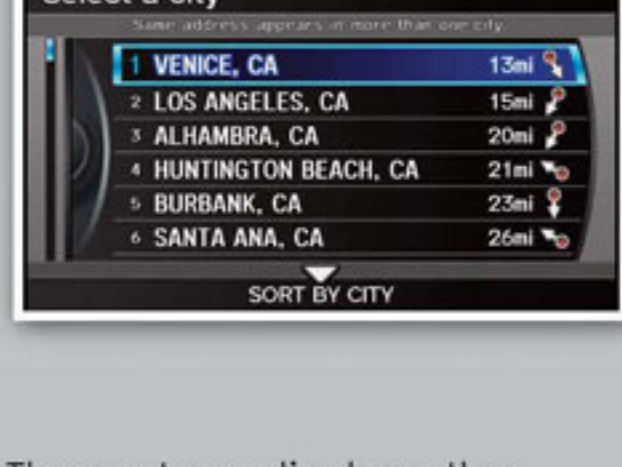 Select a City
Same address appears in more than one city.
1 VENICE, CA 13mi
2 LOS ANGELES, CA 15mi
3 ALHAMBRA, CA 20mi
4 HUNTINGTON BEACH, CA 21mi
5 BURBANK, CA 23mi
6 SANTA ANA, CA 26mi
SORT BY CITY